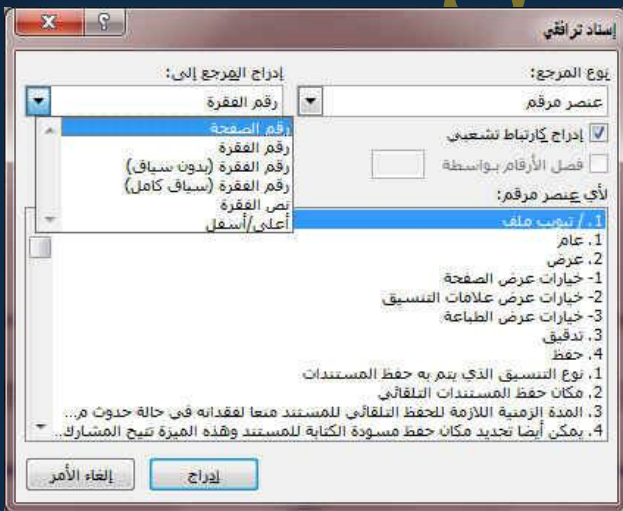 إسناد ترافقي
نوع المرجع:
إدراج المرجع إلى:
عنصر مرقم
رقم الفقرة
إدراج كارتباط تشعبي
رقم الصفحة
رقم الفقرة
رقم الفقرة (بدون سياق)
رقم الفقرة (سياق كامل)
نص الفقرة
أعلى/أسفل
فصل الأرقام بواسطة
لأي عنصر مرقم:
1. / تبويب ملف
1. عام
2. عرض
1- خيارات عرض الصفحة
2- خيارات عرض علامات التنسيق
3- خيارات عرض الطباعة
3. تدقيق
4. حفظ
1. نوع التنسيق الذي يتم به حفظ المستندات
2. مكان حفظ المستندات التلقائي
3. المدة الزمنية اللازمة للحفظ التلقائي للمستند منعا لفقدانه في حالة حدوث م...
4. يمكن أيضا تحديد مكان حفظ مسودة الكتابة للمستند وهذه الميزة تتيح المشارك...
إدراج
إلغاء الأمر